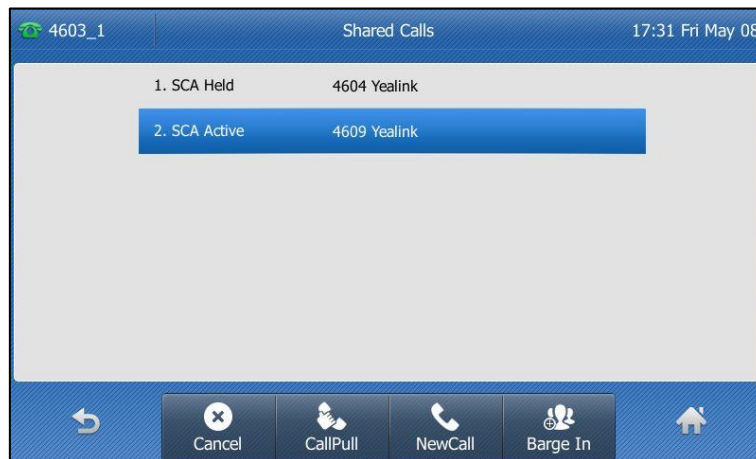 4603_1 Shared Calls 17:31 Fri May 08
1. SCA Held 4604 Yealink
2. SCA Active 4609 Yealink
Cancel CallPull NewCall Barge In